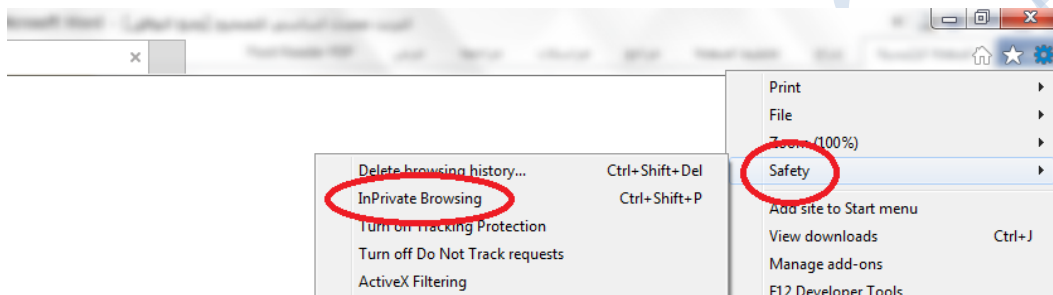 Print
File
Zoom (100%)
Safety
Delete browsing history... Ctrl+Shift+Del
InPrivate Browsing Ctrl+Shift+P
Turn off Tracking Protection
Turn off Do Not Track requests
ActiveX Filtering
Add site to Start menu
View downloads Ctrl+J
Manage add-ons
F12 Developer Tools